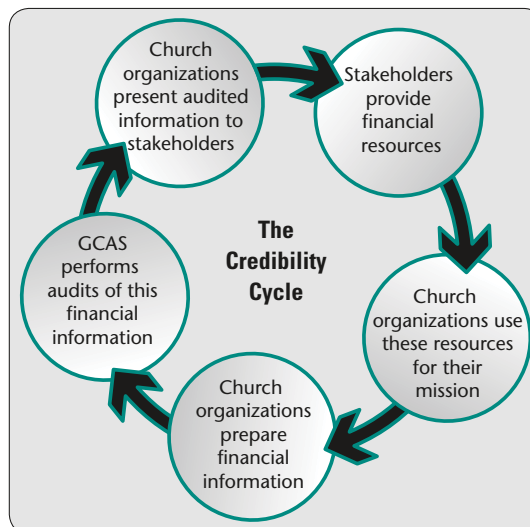 The
Credibility
Cycle
Church
organizations
present audited
information to
stakeholders
Stakeholders
provide
financial
resources
Church
organizations use
these resources
for their
mission
Church
organizations
prepare
financial
information
GCAS
performs
audits of this
financial
information